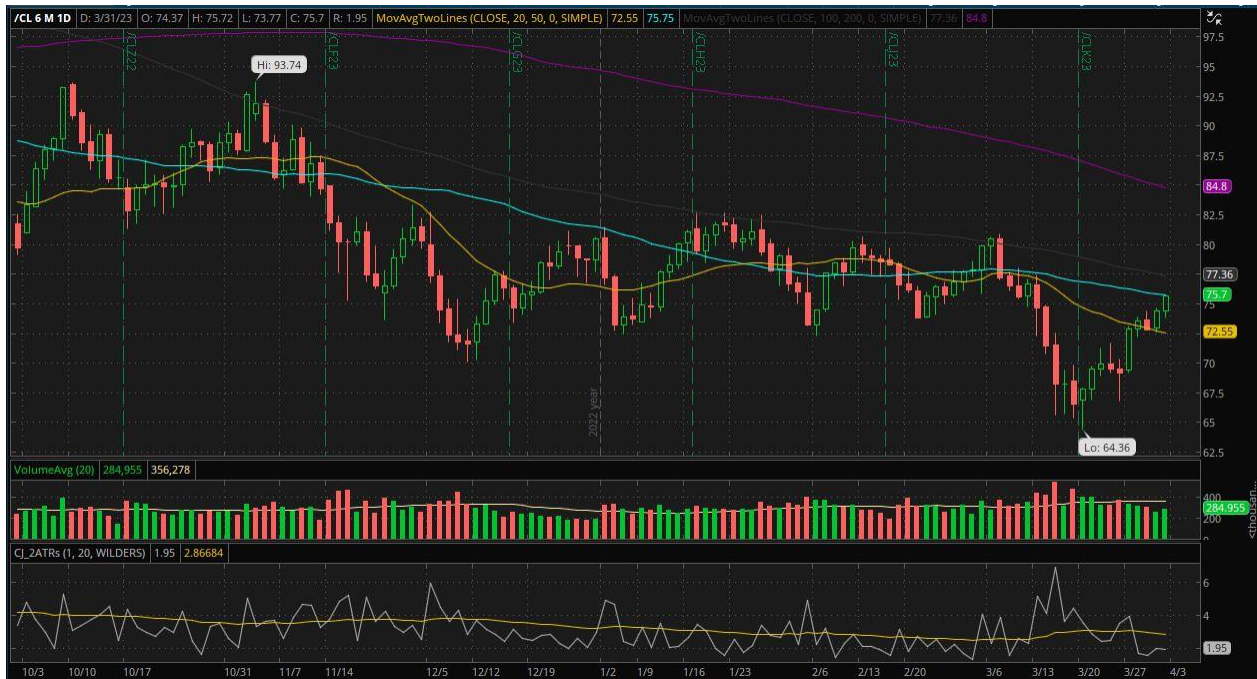 /CL 6 M 1D D: 3/31/23 O: 74.37 H: 75.72 L: 73.77 C: 75.7 R: 1.95 MovAvgTwoLines (CLOSE, 20, 50, 0, SIMPLE) 72.55 75.75 MovAvgTwoLines (CLOSE, 100, 200, 0, SIMPLE) 77.36 84.8
/CLZ22
/CLF23
/CLG23
/CLH23
/CLJ23
/CLK23
Hi: 93.74
97.5
95
92.5
90
87.5
84.8
82.5
80
77.36
75.7
75
72.55
70
67.5
65
62.5
2022 year
Lo: 64.36
VolumeAvg (20) 284,955 356,278
400
284.955
200
0
<thousan...
CJ_2ATRs (1, 20, WILDERS) 1.95 2.86684
6
4
1.95
10/3 10/10 10/17 10/31 11/7 11/14 12/5 12/12 12/19 1/2 1/9 1/16 1/23 2/6 2/13 2/20 3/6 3/13 3/20 3/27 4/3